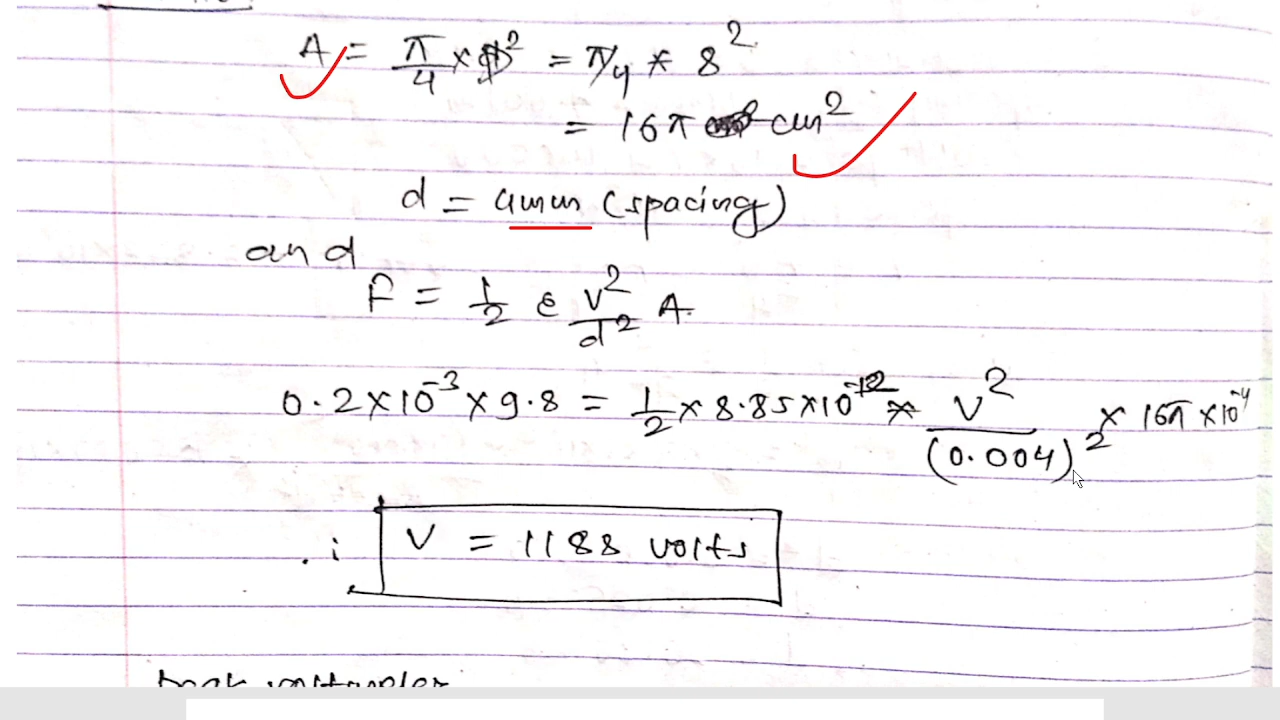 A = π/4 × D² = π/4 * 8²
= 16π cm²
d = 4mm (spacing)
and
F = 1/2 ε V²/d² A.
0.2×10⁻³×9.8 = 1/2 × 8.85×10⁻¹² * V²/(0.004)² × 16π×10⁻⁴
∴ V = 1188 volts